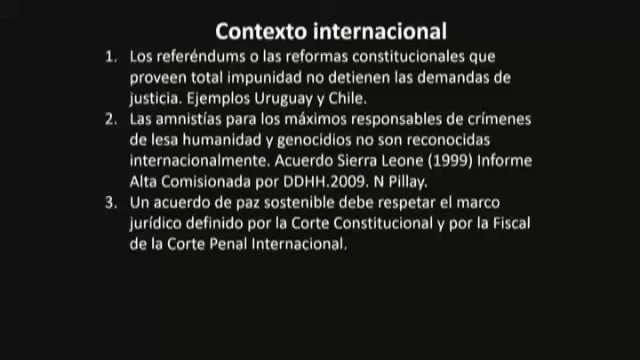 Contexto internacional
1. Los referéndums o las reformas constitucionales que
proveen total impunidad no detienen las demandas de
justicia. Ejemplos Uruguay y Chile.
2. Las amnistías para los máximos responsables de crímenes
de lesa humanidad y genocidios no son reconocidas
internacionalmente. Acuerdo Sierra Leone (1999) Informe
Alta Comisionada por DDHH.2009. N Pillay.
3. Un acuerdo de paz sostenible debe respetar el marco
jurídico definido por la Corte Constitucional y por la Fiscal
de la Corte Penal Internacional.